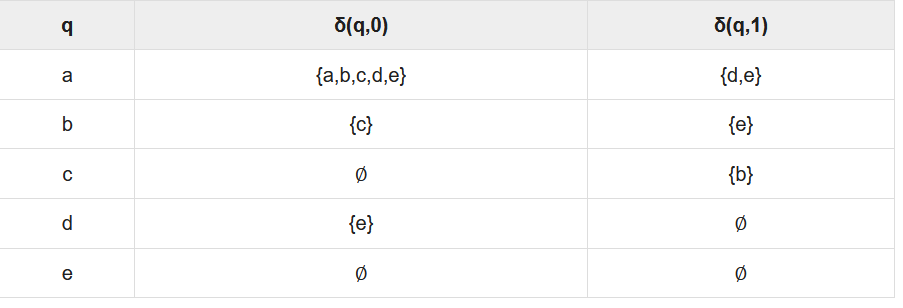 q δ(q,0) δ(q,1)
a {a,b,c,d,e} {d,e}
b {c} {e}
c ∅ {b}
d {e} ∅
e ∅ ∅